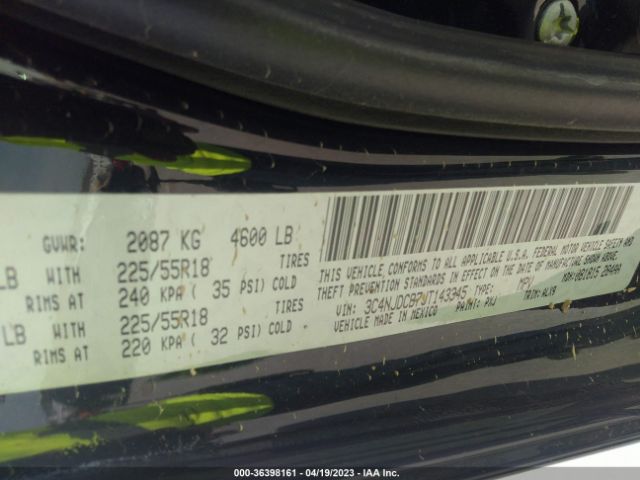 GVWR: 2087 KG 4600 LB
LB WITH 225/55R18 TIRES
RIMS AT 240 KPA ( 35 PSI) COLD
LB WITH 225/55R18 TIRES
RIMS AT 220 KPA ( 32 PSI) COLD
THIS VEHICLE CONFORMS TO ALL APPLICABLE U.S.A. FEDERAL MOTOR VEHICLE SAFETY AND
THEFT PREVENTION STANDARDS IN EFFECT ON THE DATE OF MANUFACTURE SHOWN ABOVE.
VIN: TYPE: MPV
VEHICLE MADE IN MEXICO PAINT: PXJ TRIM:
000-36398161 - 04/19/2023 - IAA Inc.